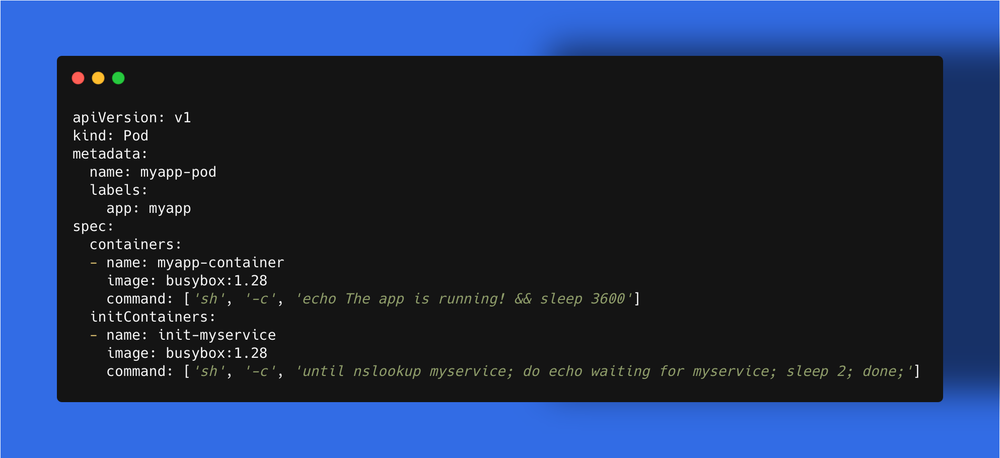 apiVersion: v1
kind: Pod
metadata:
  name: myapp-pod
  labels:
    app: myapp
spec:
  containers:
  - name: myapp-container
    image: busybox:1.28
    command: ['sh', '-c', 'echo The app is running! && sleep 3600']
  initContainers:
  - name: init-myservice
    image: busybox:1.28
    command: ['sh', '-c', 'until nslookup myservice; do echo waiting for myservice; sleep 2; done;']